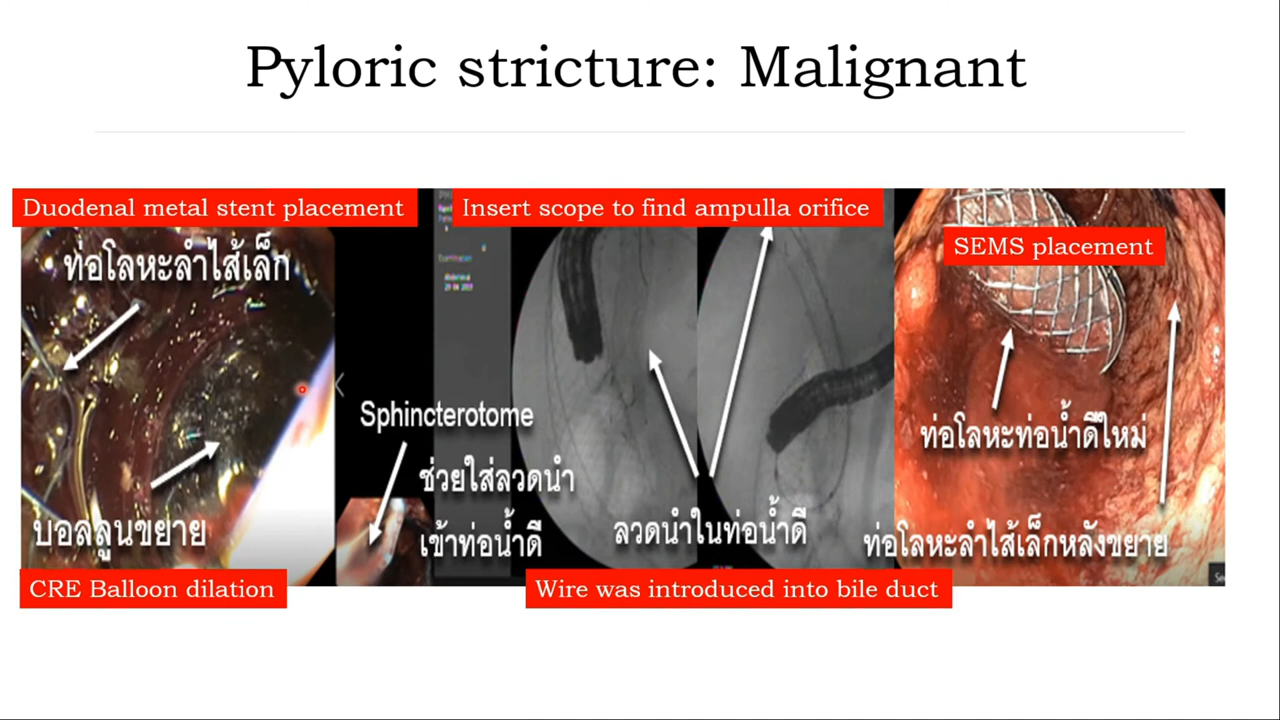 Pyloric stricture: Malignant
Duodenal metal stent placement
Insert scope to find ampulla orifice
SEMS placement
ท่อโลหะลำไส้เล็ก
Sphincterotome
ช่วยใส่ลวดนำ
เข้าท่อน้ำดี
บอลลูนขยาย
ลวดนำในท่อน้ำดี
ท่อโลหะท่อน้ำดีใหม่
ท่อโลหะลำไส้เล็กหลังขยาย
CRE Balloon dilation
Wire was introduced into bile duct